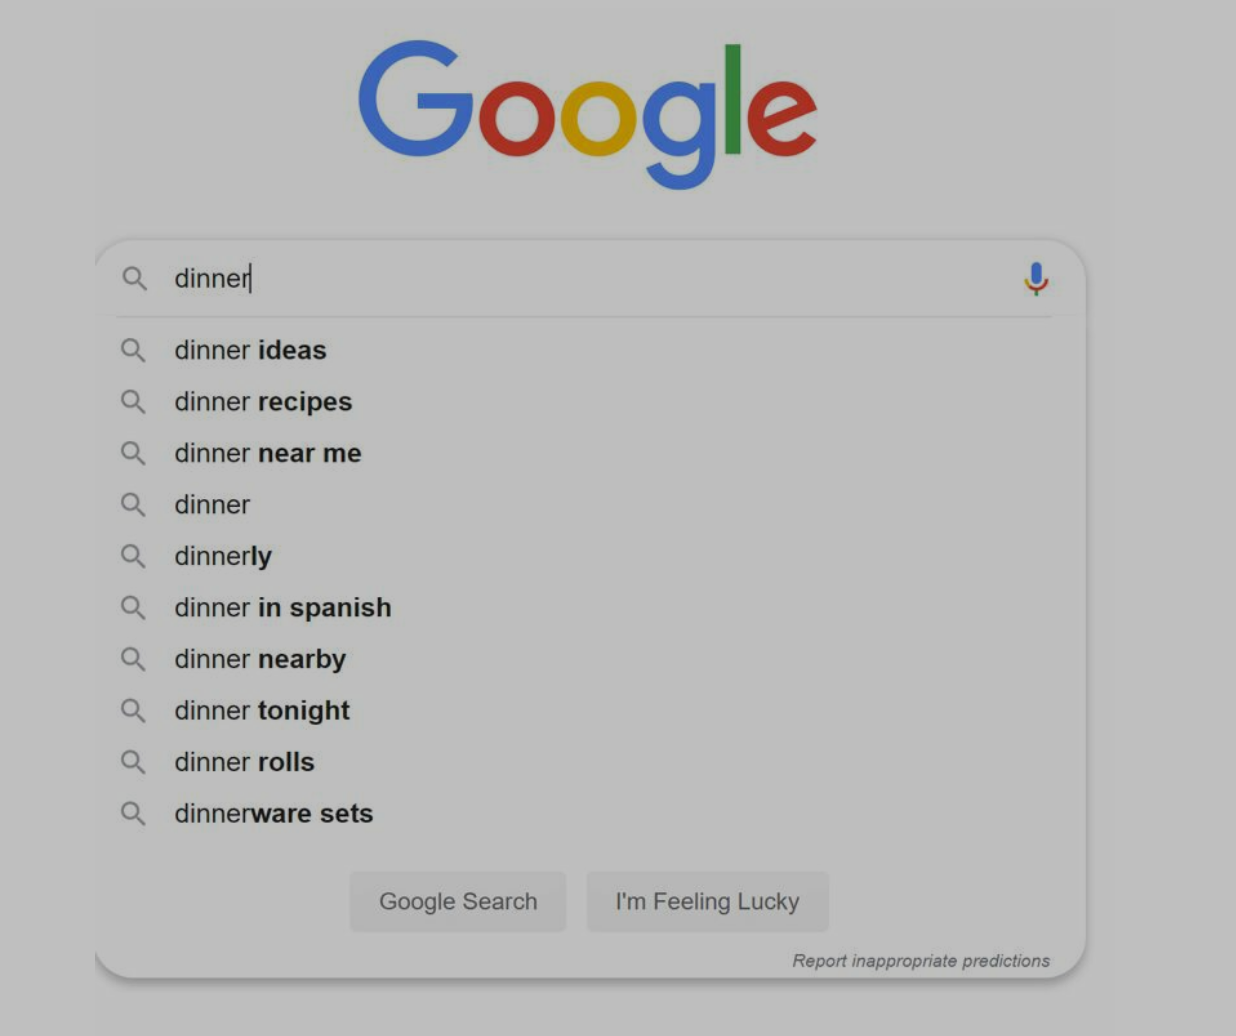 Google
dinner
dinner ideas
dinner recipes
dinner near me
dinner
dinnerly
dinner in spanish
dinner nearby
dinner tonight
dinner rolls
dinnerware sets
Google Search
I'm Feeling Lucky
Report inappropriate predictions